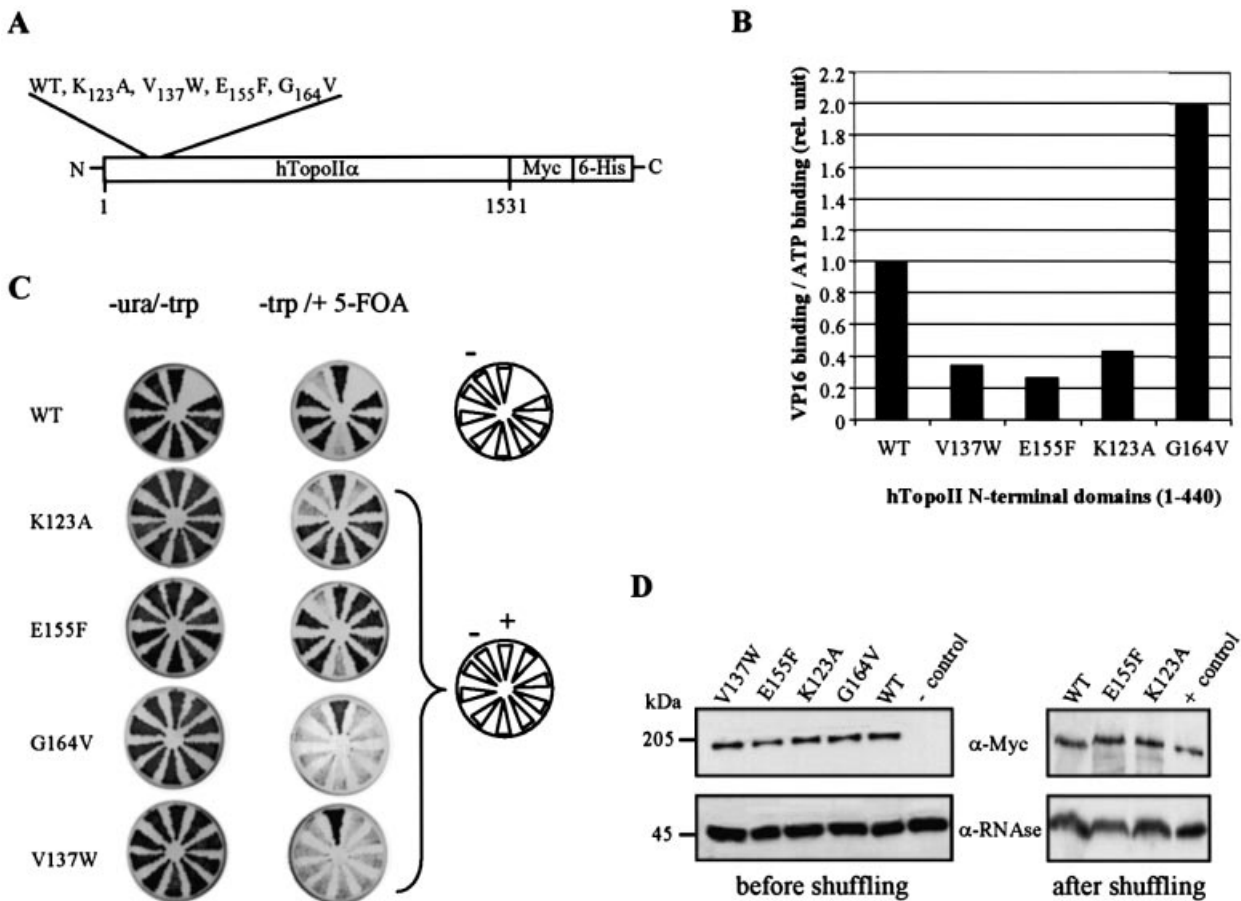 A
WT, K123A, V137W, E155F, G164V
N
hTopoIIα
Myc
6-His
C
1
1531
B
VP16 binding / ATP binding (rel. unit)
2.2
2.0
1.8
1.6
1.4
1.2
1.0
0.8
0.6
0.4
0.2
0
WT
V137W
E155F
K123A
G164V
hTopoII N-terminal domains (1-440)
C
-ura/-trp
-trp /+ 5-FOA
-
WT
K123A
E155F
- +
G164V
V137W
D
V137W
E155F
K123A
G164V
WT
- control
WT
E155F
K123A
+ control
kDa
205
α-Myc
45
α-RNAse
before shuffling
after shuffling